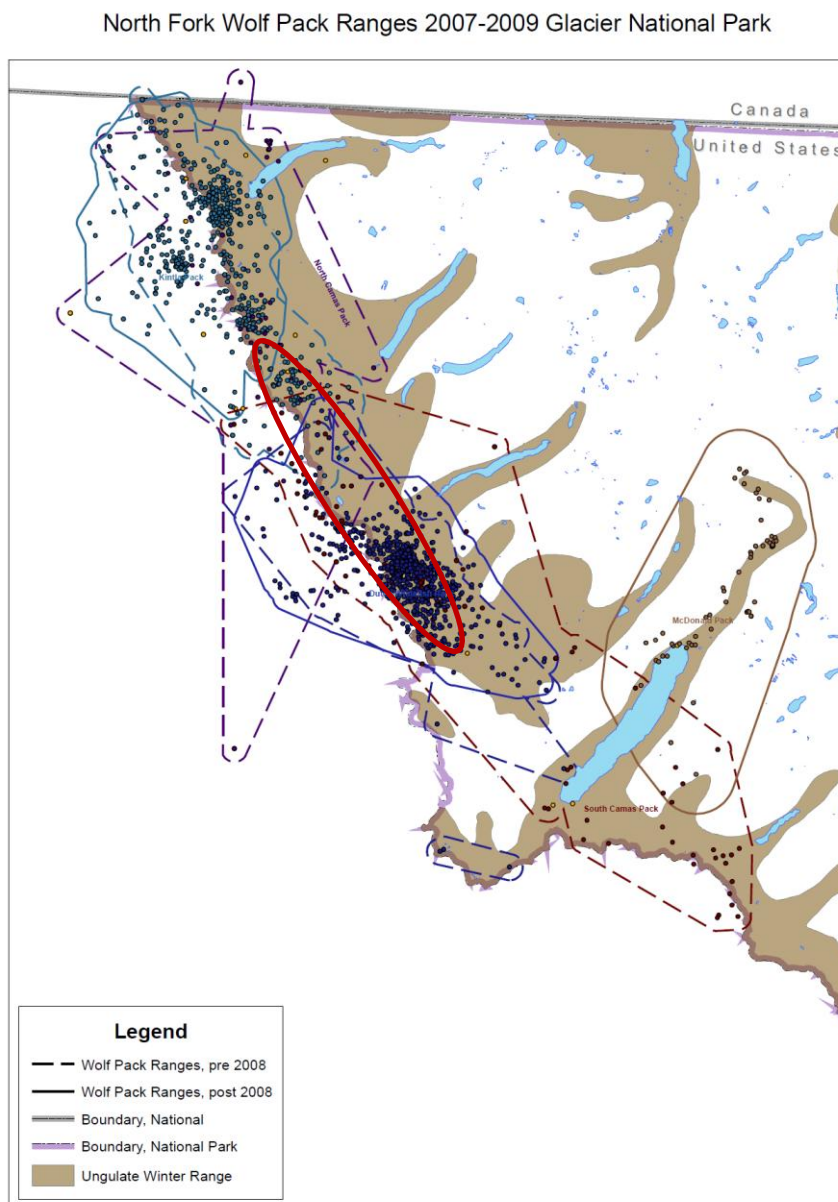 North Fork Wolf Pack Ranges 2007-2009 Glacier National Park
Canada
United States
North Camas Pack
McDonald Pack
South Camas Pack
Legend
Wolf Pack Ranges, pre 2008
Wolf Pack Ranges, post 2008
Boundary, National
Boundary, National Park
Ungulate Winter Range